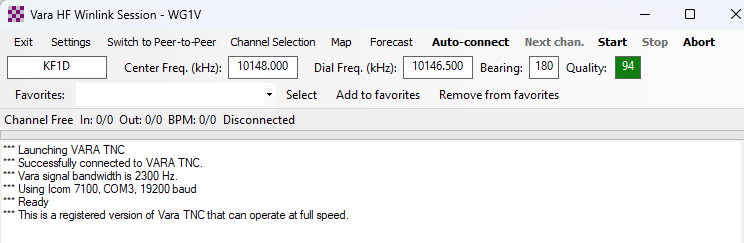 Vara HF Winlink Session - WG1V
Exit Settings Switch to Peer-to-Peer Channel Selection Map Forecast Auto-connect Next chan. Start Stop Abort
KF1D Center Freq. (kHz): 10148.000 Dial Freq. (kHz): 10146.500 Bearing: 180 Quality: 94
Favorites: Select Add to favorites Remove from favorites
Channel Free In: 0/0 Out: 0/0 BPM: 0/0 Disconnected
*** Launching VARA TNC
*** Successfully connected to VARA TNC.
*** Vara signal bandwidth is 2300 Hz.
*** Using Icom 7100, COM3, 19200 baud
*** Ready
*** This is a registered version of Vara TNC that can operate at full speed.